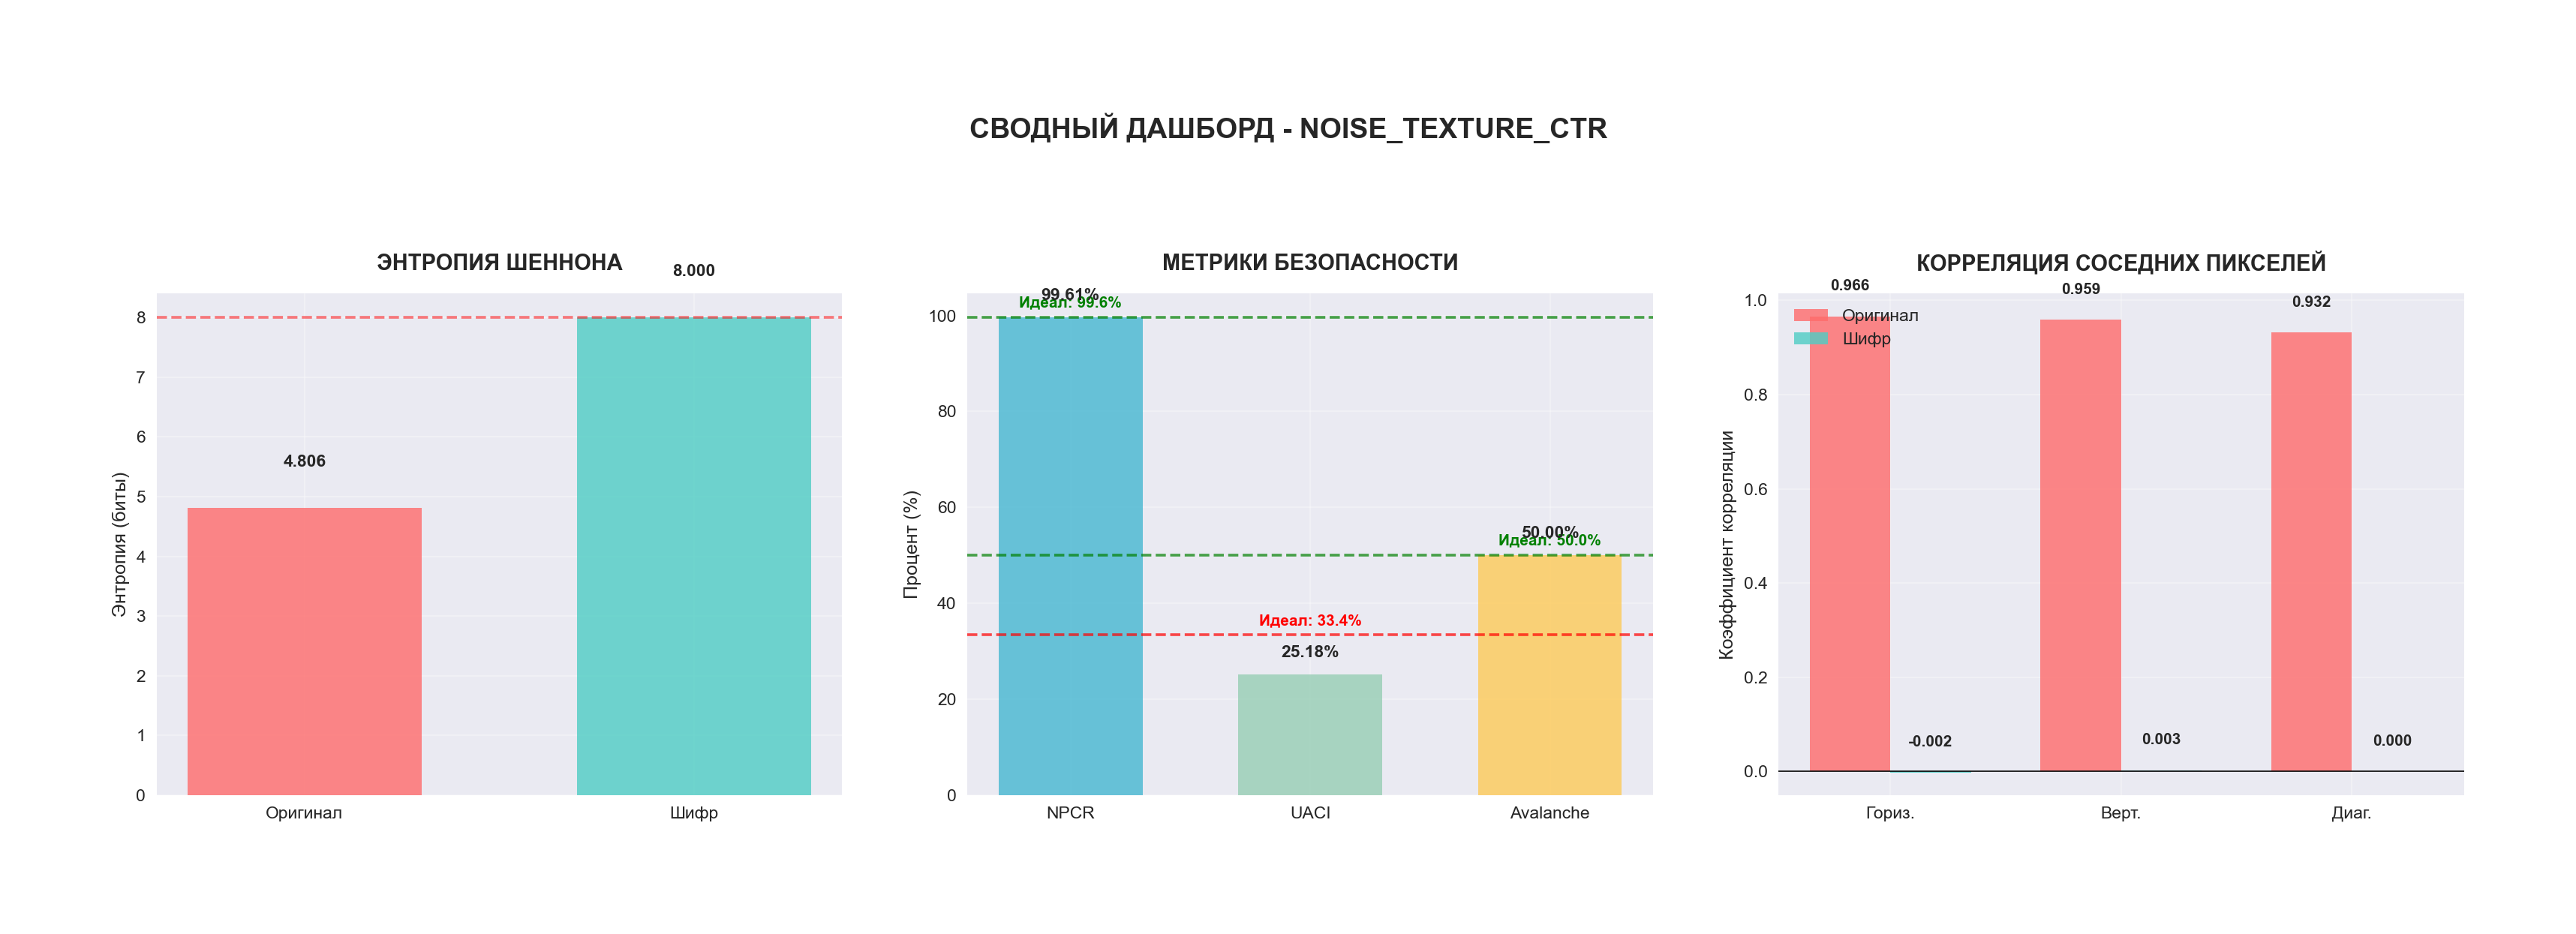 СВОДНЫЙ ДАШБОРД - NOISE_TEXTURE_CTR
ЭНТРОПИЯ ШЕННОНА
8.000
8
7
6
5
4
3
2
1
0
4.806
Энтропия (биты)
Оригинал
Шифр
МЕТРИКИ БЕЗОПАСНОСТИ
99.61%
Идеал: 99.6%
100
80
60
40
20
0
50.00%
Идеал: 50.0%
Идеал: 33.4%
25.18%
Процент (%)
NPCR
UACI
Avalanche
КОРРЕЛЯЦИЯ СОСЕДНИХ ПИКСЕЛЕЙ
0.966
0.959
0.932
Оригинал
Шифр
1.0
0.8
0.6
0.4
0.2
0.0
-0.002
0.003
0.000
Коэффициент корреляции
Гориз.
Верт.
Диаг.